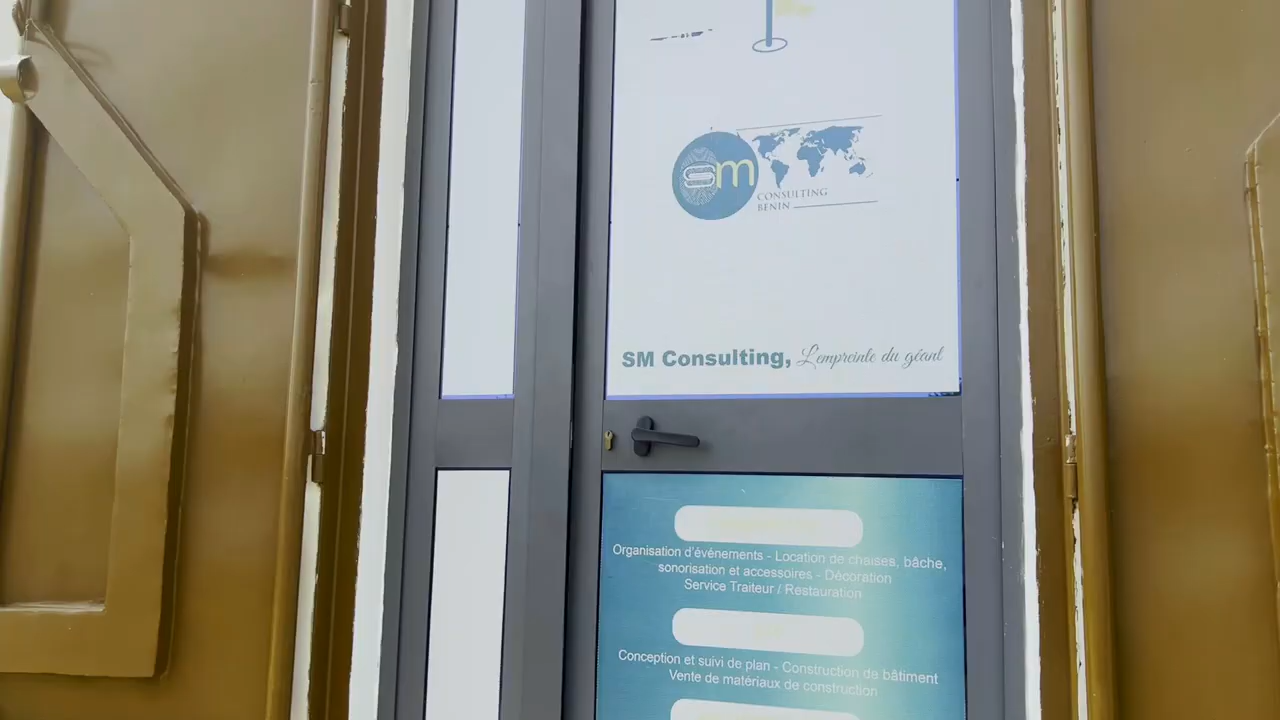 sm
CONSULTING
BENIN
SM Consulting, L'empreinte du géant
Organisation d'événements - Location de chaises, bâche,
sonorisation et accessoires - Décoration
Service Traiteur / Restauration
Conception et suivi de plan - Construction de bâtiment
Vente de matériaux de construction